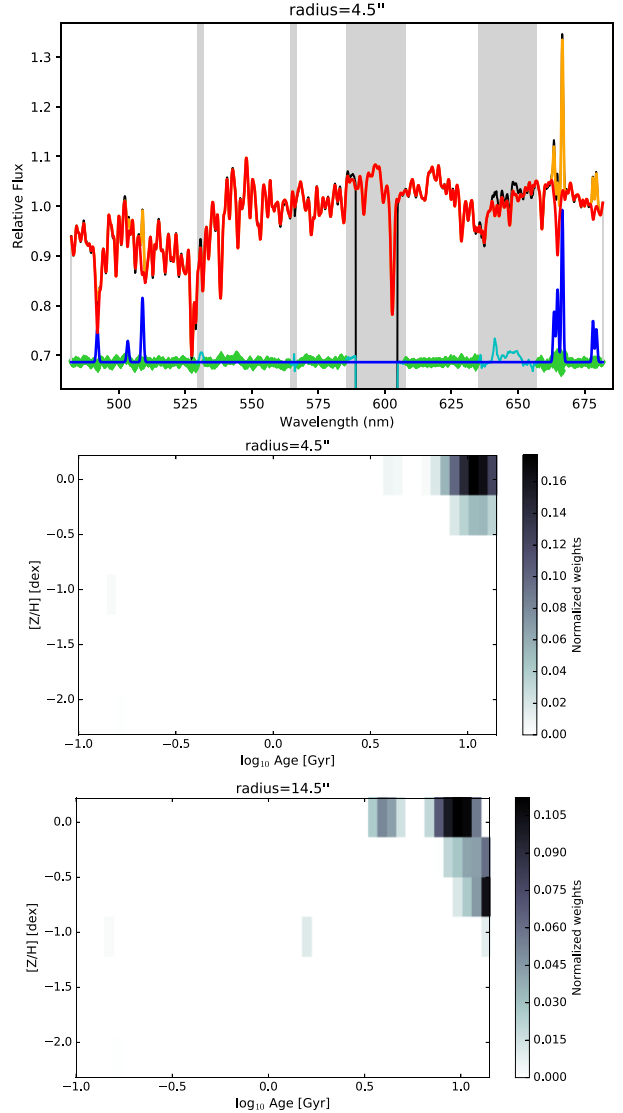 radius=4.5"
1.3
1.2
1.1
1.0
0.9
0.8
0.7
Relative Flux
500 525 550 575 600 625 650 675
Wavelength (nm)
radius=4.5"
0.0
−0.5
−1.0
−1.5
−2.0
[Z/H] [dex]
−1.0 −0.5 0.0 0.5 1.0
log₁₀ Age [Gyr]
0.16
0.14
0.12
0.10
0.08
0.06
0.04
0.02
0.00
Normalized weights
radius=14.5"
0.0
−0.5
−1.0
−1.5
−2.0
[Z/H] [dex]
−1.0 −0.5 0.0 0.5 1.0
log₁₀ Age [Gyr]
0.105
0.090
0.075
0.060
0.045
0.030
0.015
0.000
Normalized weights